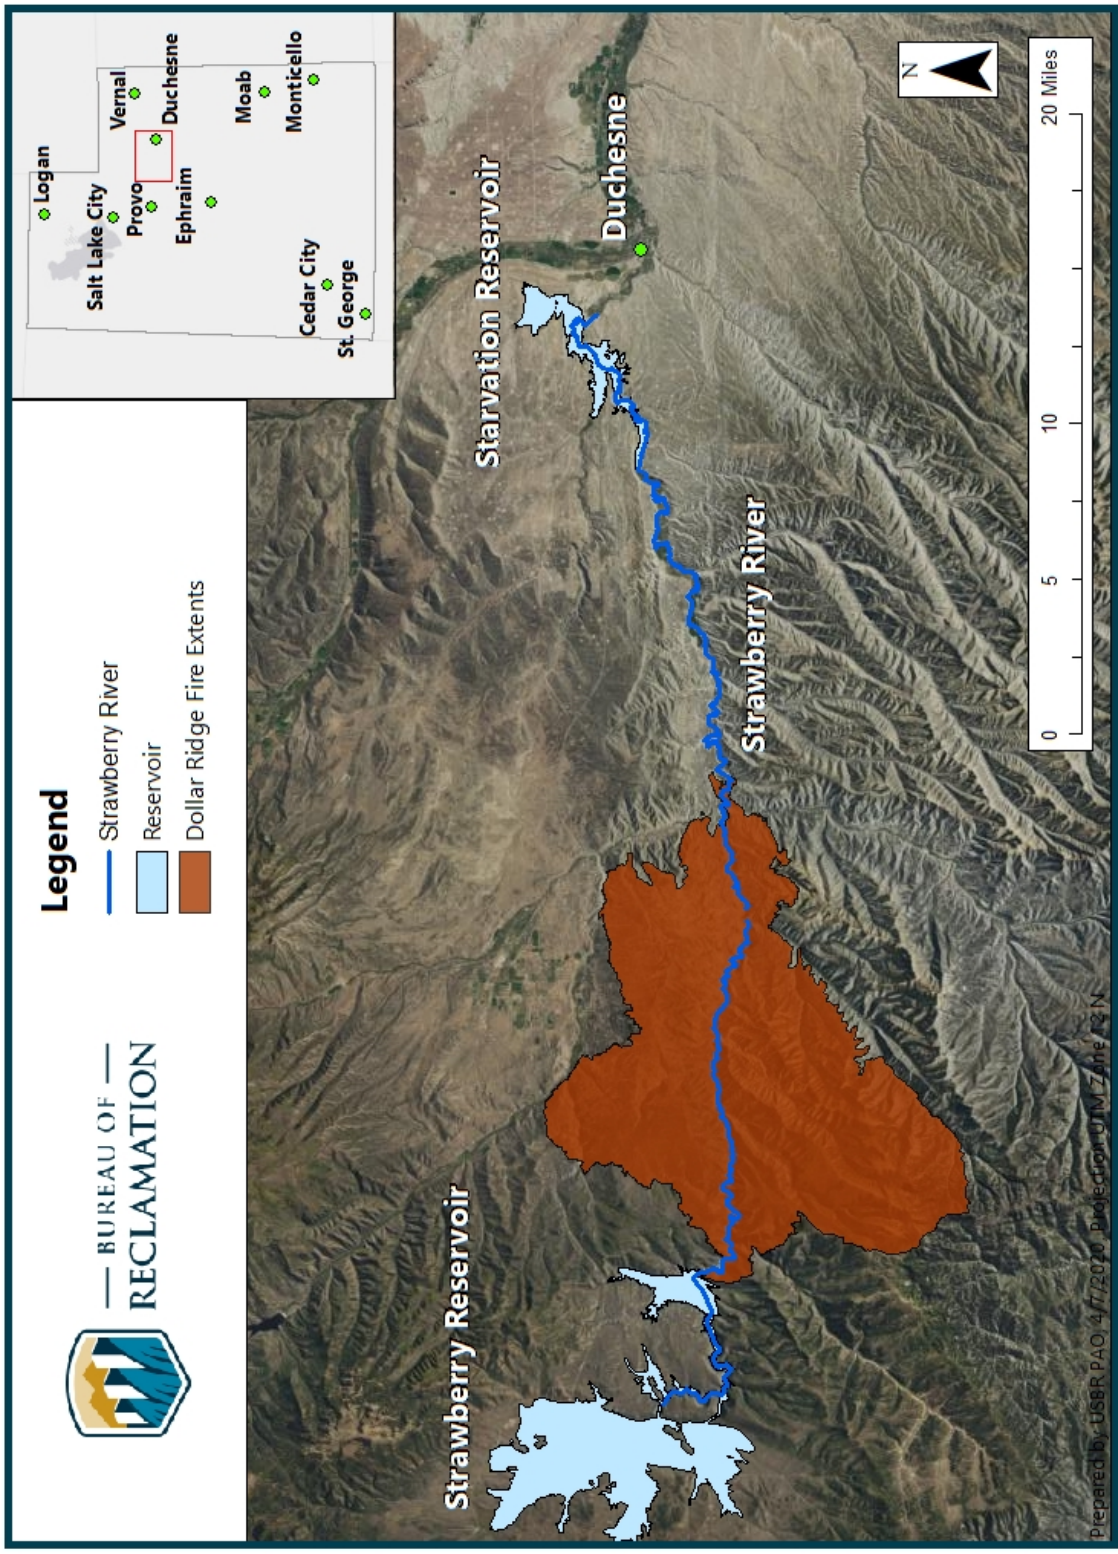 BUREAU OF
RECLAMATION
Legend
Strawberry River
Reservoir
Dollar Ridge Fire Extents
Logan
Salt Lake City
Vernal
Provo
Duchesne
Ephraim
Moab
Monticello
Cedar City
St. George
Strawberry Reservoir
Starvation Reservoir
Duchesne
Strawberry River
N
0 5 10 20 Miles
Prepared by USBR PAO 4/7/2020 Projection UTM Zone 12 N